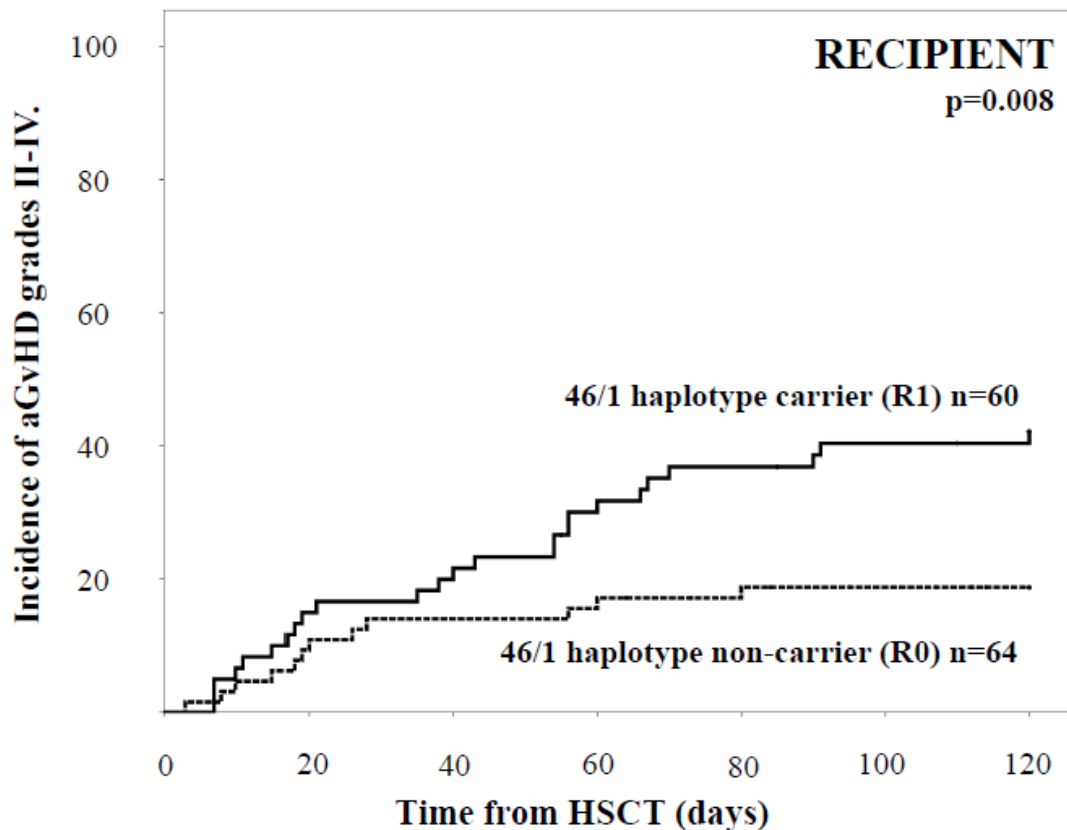 RECIPIENT
p=0.008
Incidence of aGvHD grades II-IV.
100
80
60
40
20
46/1 haplotype carrier (R1) n=60
46/1 haplotype non-carrier (R0) n=64
0 20 40 60 80 100 120
Time from HSCT (days)